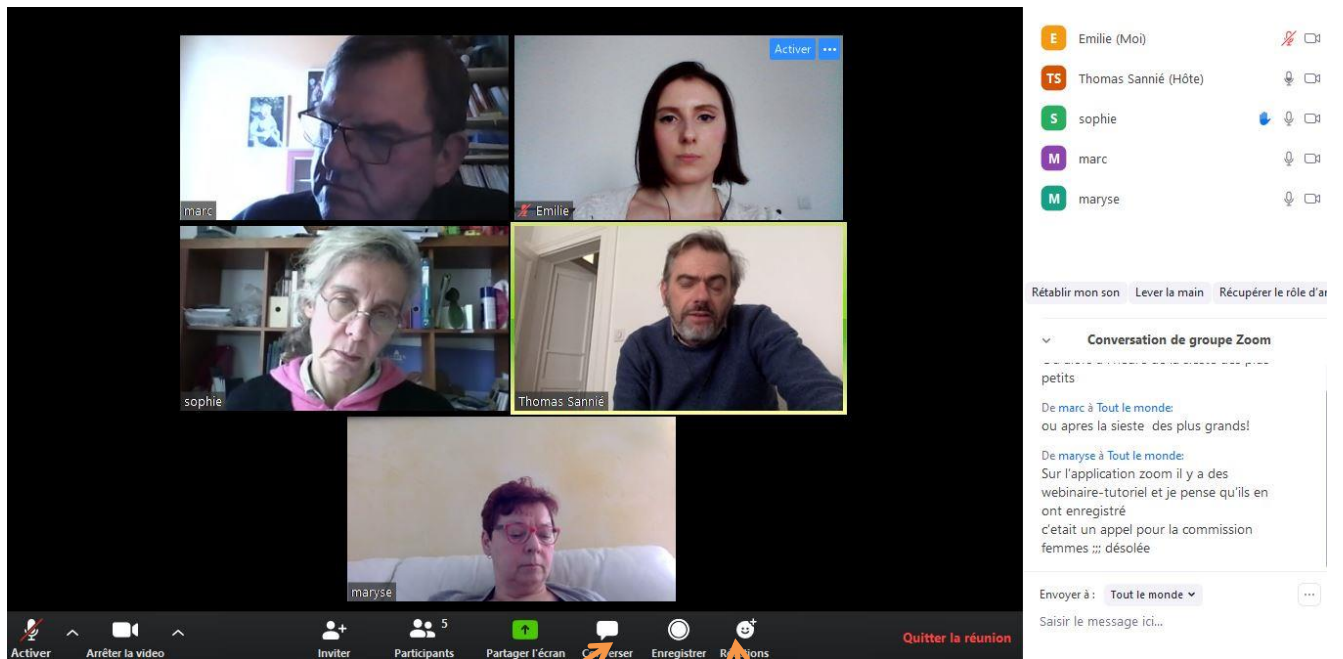 Activer
marc
Emilie
sophie
Thomas Sannié
maryse
Activer
Arrêter la video
Inviter
Participants
5
Partager l'écran
Enregistrer
Quitter la réunion
E
Emilie (Moi)
TS
Thomas Sannié (Hôte)
S
sophie
M
marc
M
maryse
Rétablir mon son
Lever la main
Récupérer le rôle d'
Conversation de groupe Zoom
petits
De marc à Tout le monde:
ou apres la sieste des plus grands!
De maryse à Tout le monde:
Sur l'application zoom il y a des
webinaire-tutoriel et je pense qu'ils en
ont enregistré
c'etait un appel pour la commission
femmes ;;; désolée
Envoyer à : Tout le monde
Saisir le message ici...